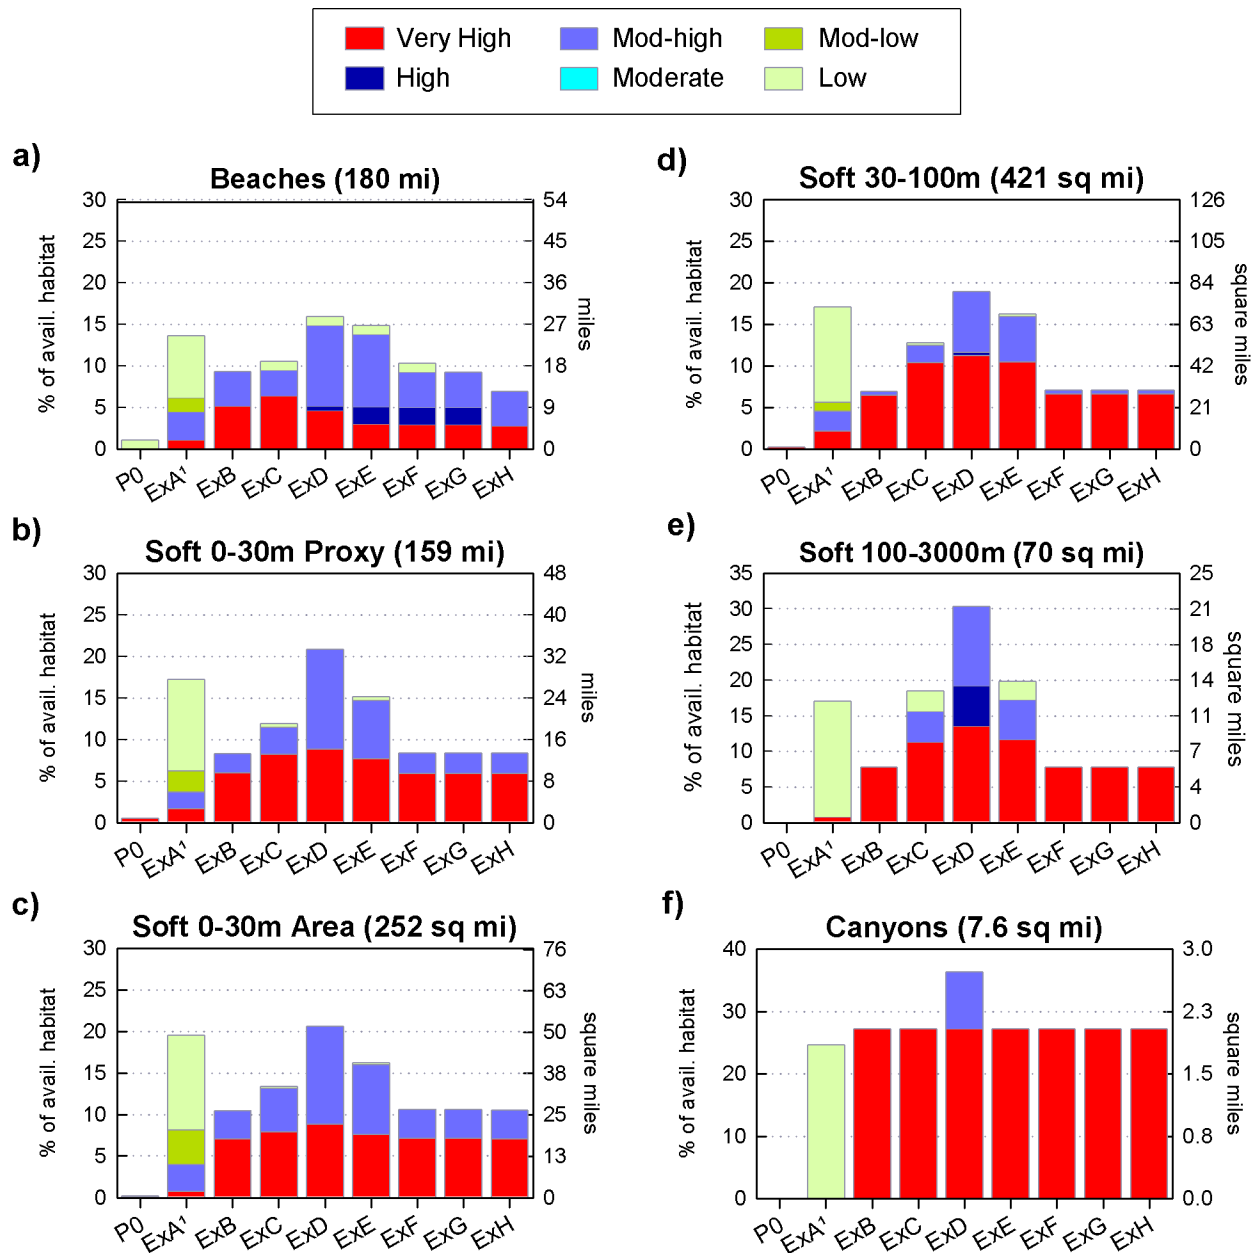 Very High Mod-high Mod-low
High Moderate Low
a)
Beaches (180 mi)
% of avail. habitat
30 25 20 15 10 5 0
54 45 36 27 18 9 0
miles
P0 ExA¹ ExB ExC ExD ExE ExF ExG ExH
b)
Soft 0-30m Proxy (159 mi)
% of avail. habitat
30 25 20 15 10 5 0
48 40 32 24 16 8 0
miles
P0 ExA¹ ExB ExC ExD ExE ExF ExG ExH
c)
Soft 0-30m Area (252 sq mi)
% of avail. habitat
30 25 20 15 10 5 0
76 63 50 38 25 13 0
square miles
P0 ExA¹ ExB ExC ExD ExE ExF ExG ExH
d)
Soft 30-100m (421 sq mi)
% of avail. habitat
30 25 20 15 10 5 0
126 105 84 63 42 21 0
square miles
P0 ExA¹ ExB ExC ExD ExE ExF ExG ExH
e)
Soft 100-3000m (70 sq mi)
% of avail. habitat
35 30 25 20 15 10 5 0
25 21 18 14 11 7 4 0
square miles
P0 ExA¹ ExB ExC ExD ExE ExF ExG ExH
f)
Canyons (7.6 sq mi)
% of avail. habitat
40 30 20 10 0
3.0 2.3 1.5 0.8 0.0
square miles
P0 ExA¹ ExB ExC ExD ExE ExF ExG ExH